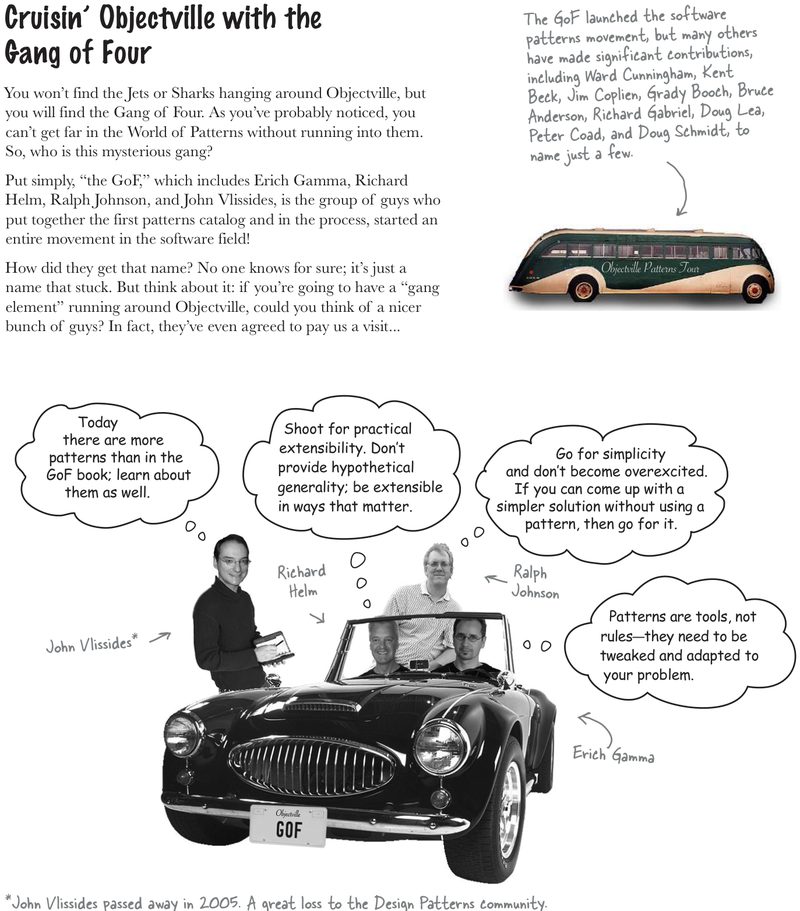 Cruisin’ Objectville with the
Gang of Four
You won’t find the Jets or Sharks hanging around Objectville, but
you will find the Gang of Four. As you’ve probably noticed, you
can’t get far in the World of Patterns without running into them.
So, who is this mysterious gang?
Put simply, “the GoF,” which includes Erich Gamma, Richard
Helm, Ralph Johnson, and John Vlissides, is the group of guys who
put together the first patterns catalog and in the process, started an
entire movement in the software field!
How did they get that name? No one knows for sure; it’s just a
name that stuck. But think about it: if you’re going to have a “gang
element” running around Objectville, could you think of a nicer
bunch of guys? In fact, they’ve even agreed to pay us a visit...
The GoF launched the software
patterns movement, but many others
have made significant contributions,
including Ward Cunningham, Kent
Beck, Jim Coplien, Grady Booch, Bruce
Anderson, Richard Gabriel, Doug Lea,
Peter Coad, and Doug Schmidt, to
name just a few.
Objectville Patterns Tour
Today
there are more
patterns than in the
GoF book; learn about
them as well.
Shoot for practical
extensibility. Don’t
provide hypothetical
generality; be extensible
in ways that matter.
Go for simplicity
and don’t become overexcited.
If you can come up with a
simpler solution without using a
pattern, then go for it.
Richard
Helm
Ralph
Johnson
John Vlissides*
Patterns are tools, not
rules—they need to be
tweaked and adapted to
your problem.
Erich Gamma
Objectville
GOF
*John Vlissides passed away in 2005. A great loss to the Design Patterns community.